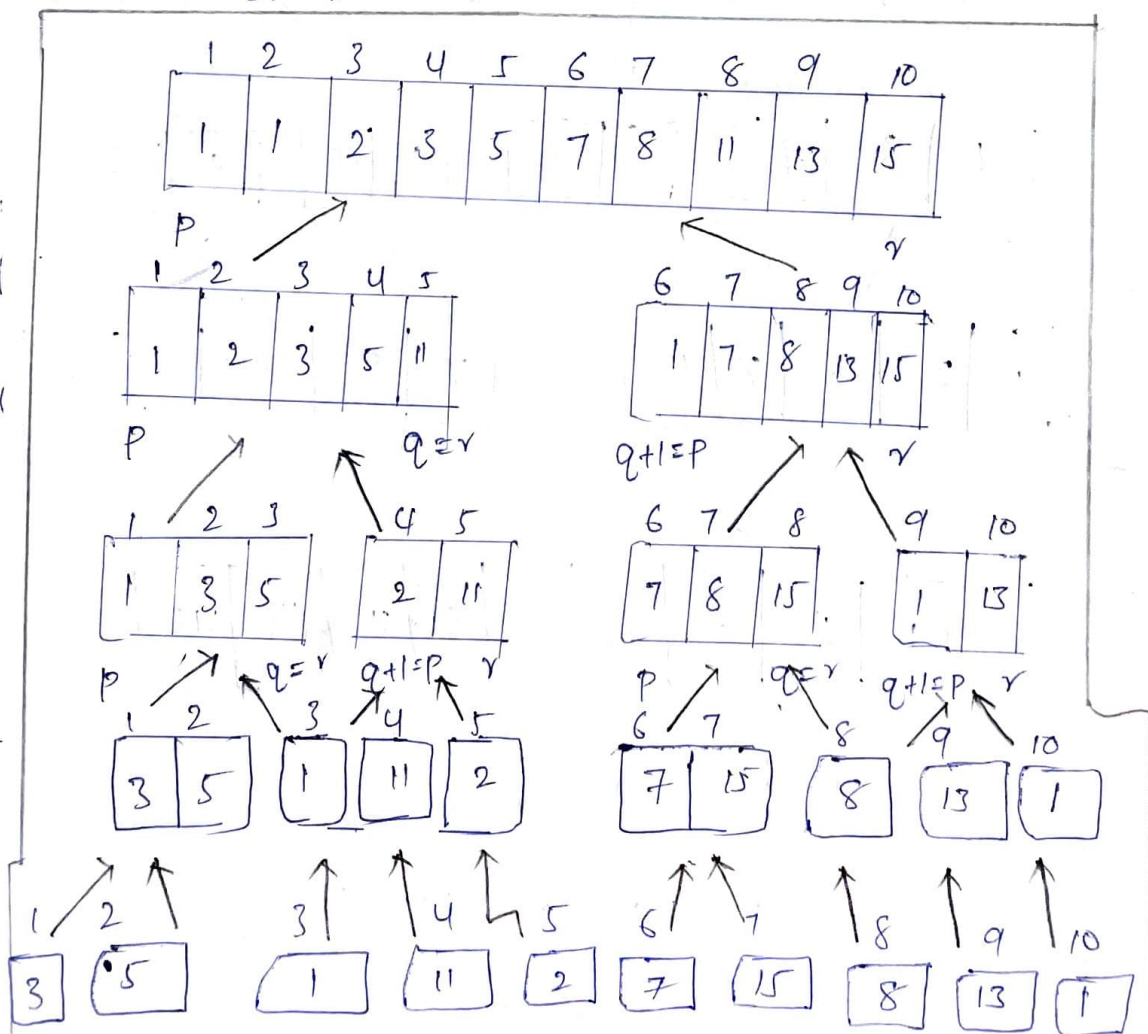 1 2 3 4 5 6 7 8 9 10
1 1 2 3 5 7 8 11 13 15
p r
1 2 3 4 5 6 7 8 9 10
1 2 3 5 11 1 7 8 13 15
p q=r q+1=p r
1 2 3 4 5 6 7 8 9 10
1 3 5 2 11 7 8 15 1 13
p q=r q+1=p r p q=r q+1=p r
1 2 3 4 5 6 7 8 9 10
3 5 1 11 2 7 15 8 13 1
1 2 3 4 5 6 7 8 9 10
3 5 1 11 2 7 15 8 13 1